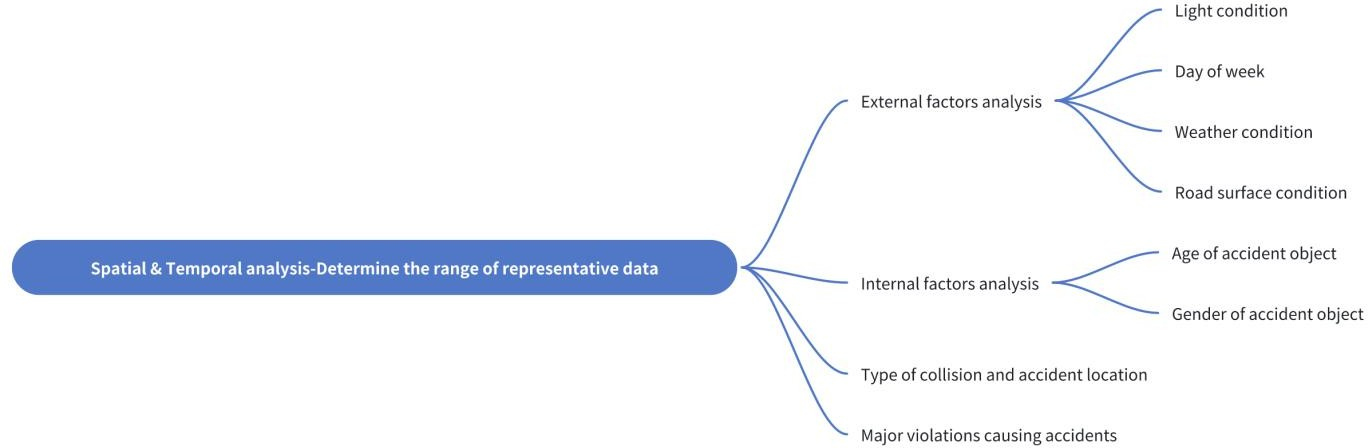 Spatial & Temporal analysis-Determine the range of representative data
External factors analysis
Light condition
Day of week
Weather condition
Road surface condition
Internal factors analysis
Age of accident object
Gender of accident object
Type of collision and accident location
Major violations causing accidents